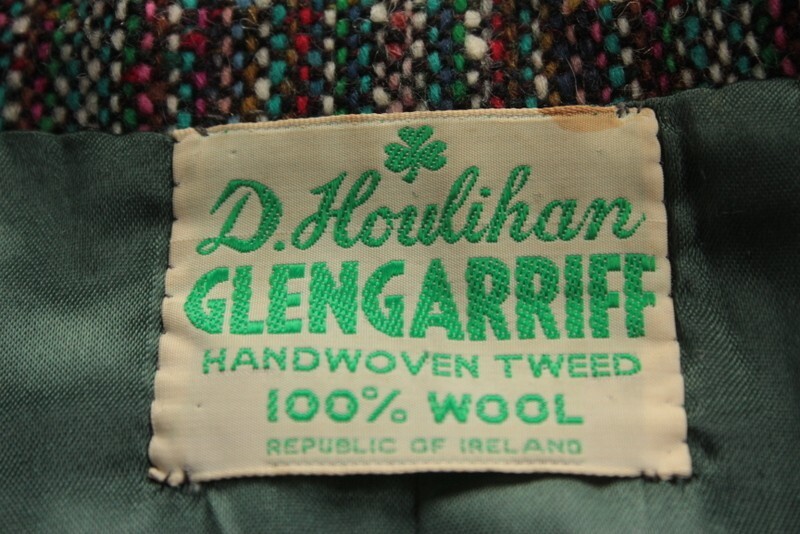 D. Houlihan
GLENGARRIFF
HANDWOVEN TWEED
100% WOOL
REPUBLIC OF IRELAND